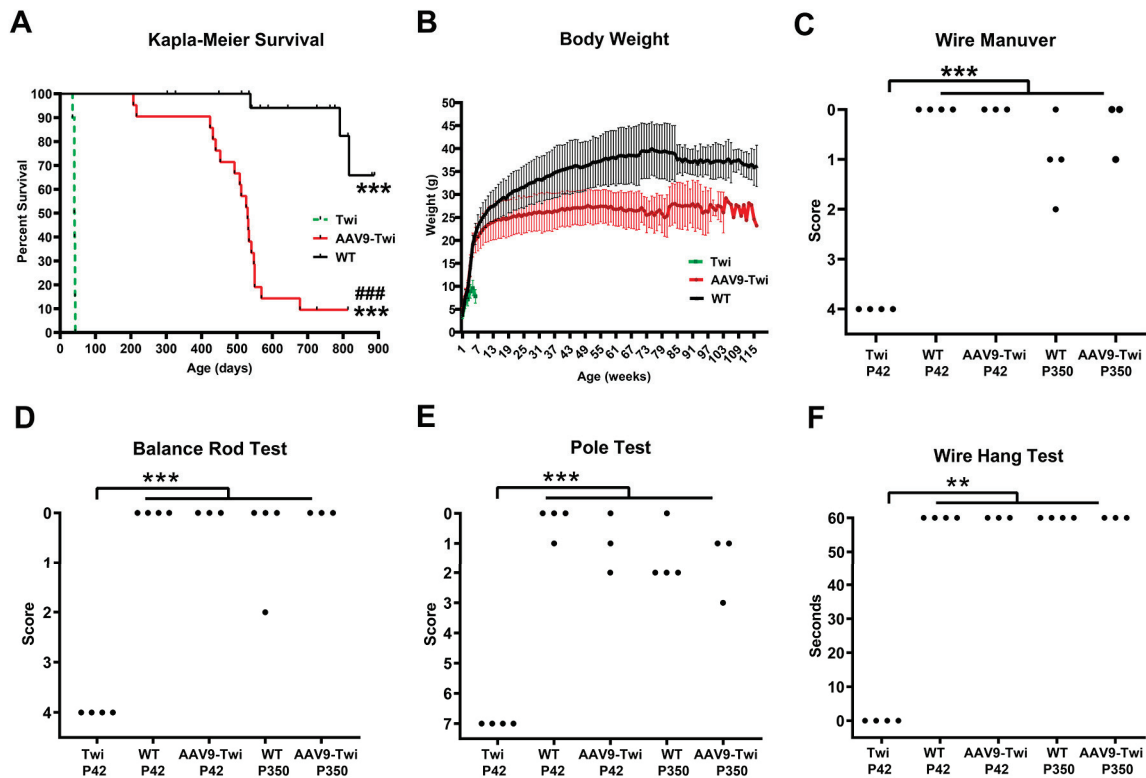 A
Kapla-Meier Survival
100
90
80
70
60
50
40
30
20
10
0
Percent Survival
Twi
AAV9-Twi
WT
***
###
***
0 100 200 300 400 500 600 700 800 900
Age (days)
B
Body Weight
50
45
40
35
30
25
20
15
10
5
0
Weight (g)
Twi
AAV9-Twi
WT
1 7 13 19 25 31 37 43 49 55 61 67 73 79 85 91 97 103 109 115
Age (weeks)
C
Wire Manuver
***
0
1
2
4
4
Score
Twi WT AAV9-Twi WT AAV9-Twi
P42 P42 P42 P350 P350
D
Balance Rod Test
***
0
1
2
4
4
Score
Twi WT AAV9-Twi WT AAV9-Twi
P42 P42 P42 P350 P350
E
Pole Test
***
0
1
2
3
4
5
6
7
Score
Twi WT AAV9-Twi WT AAV9-Twi
P42 P42 P42 P350 P350
F
Wire Hang Test
**
60
60
50
40
30
20
10
0
Seconds
Twi WT AAV9-Twi WT AAV9-Twi
P42 P42 P42 P350 P350